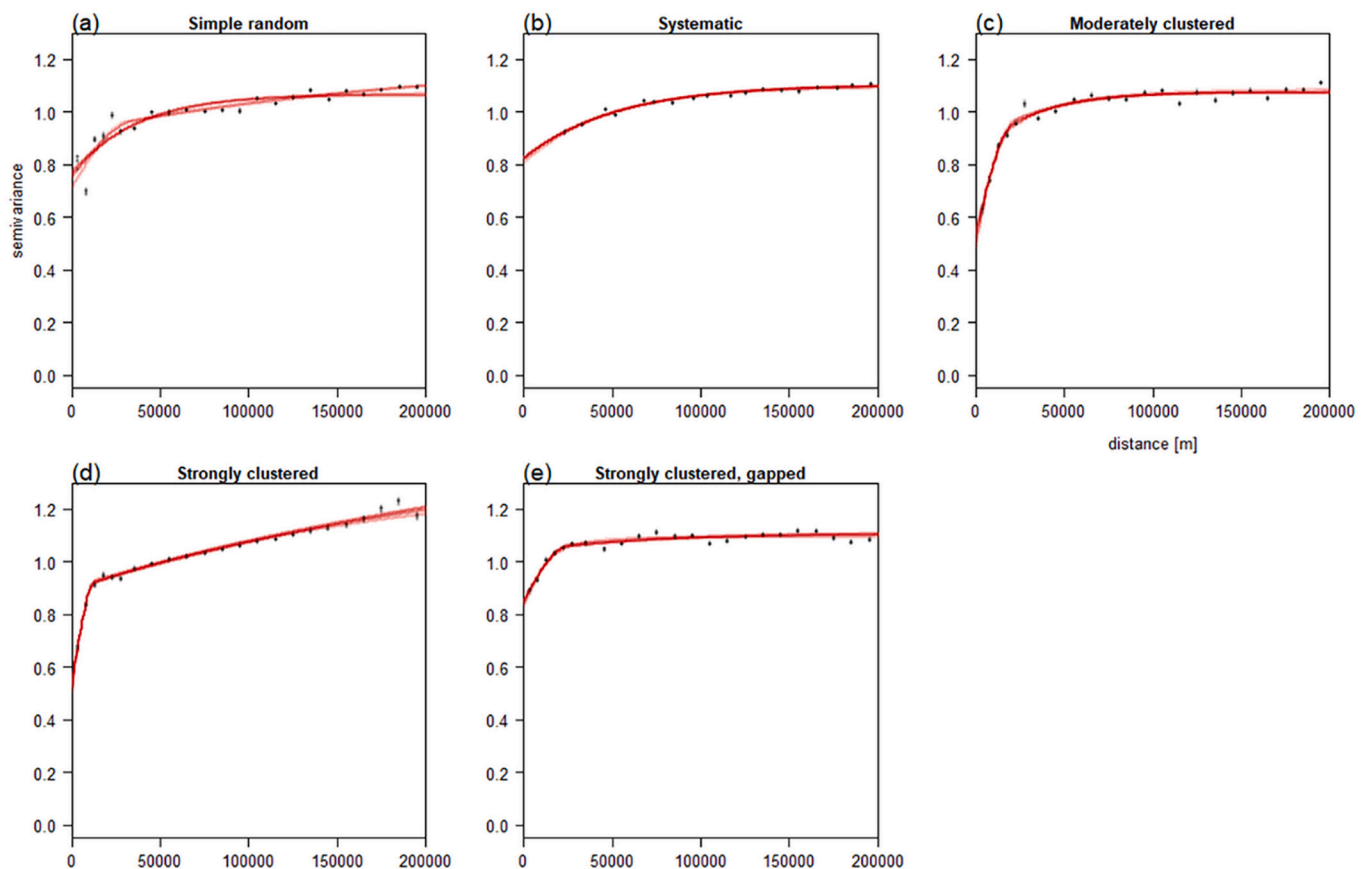 (a) Simple random
1.2
1.0
0.8
0.6
0.4
0.2
0.0
semivariance
0 50000 100000 150000 200000
(b) Systematic
1.2
1.0
0.8
0.6
0.4
0.2
0.0
0 50000 100000 150000 200000
(c) Moderately clustered
1.2
1.0
0.8
0.6
0.4
0.2
0.0
0 50000 100000 150000 200000
distance [m]
(d) Strongly clustered
1.2
1.0
0.8
0.6
0.4
0.2
0.0
0 50000 100000 150000 200000
(e) Strongly clustered, gapped
1.2
1.0
0.8
0.6
0.4
0.2
0.0
0 50000 100000 150000 200000